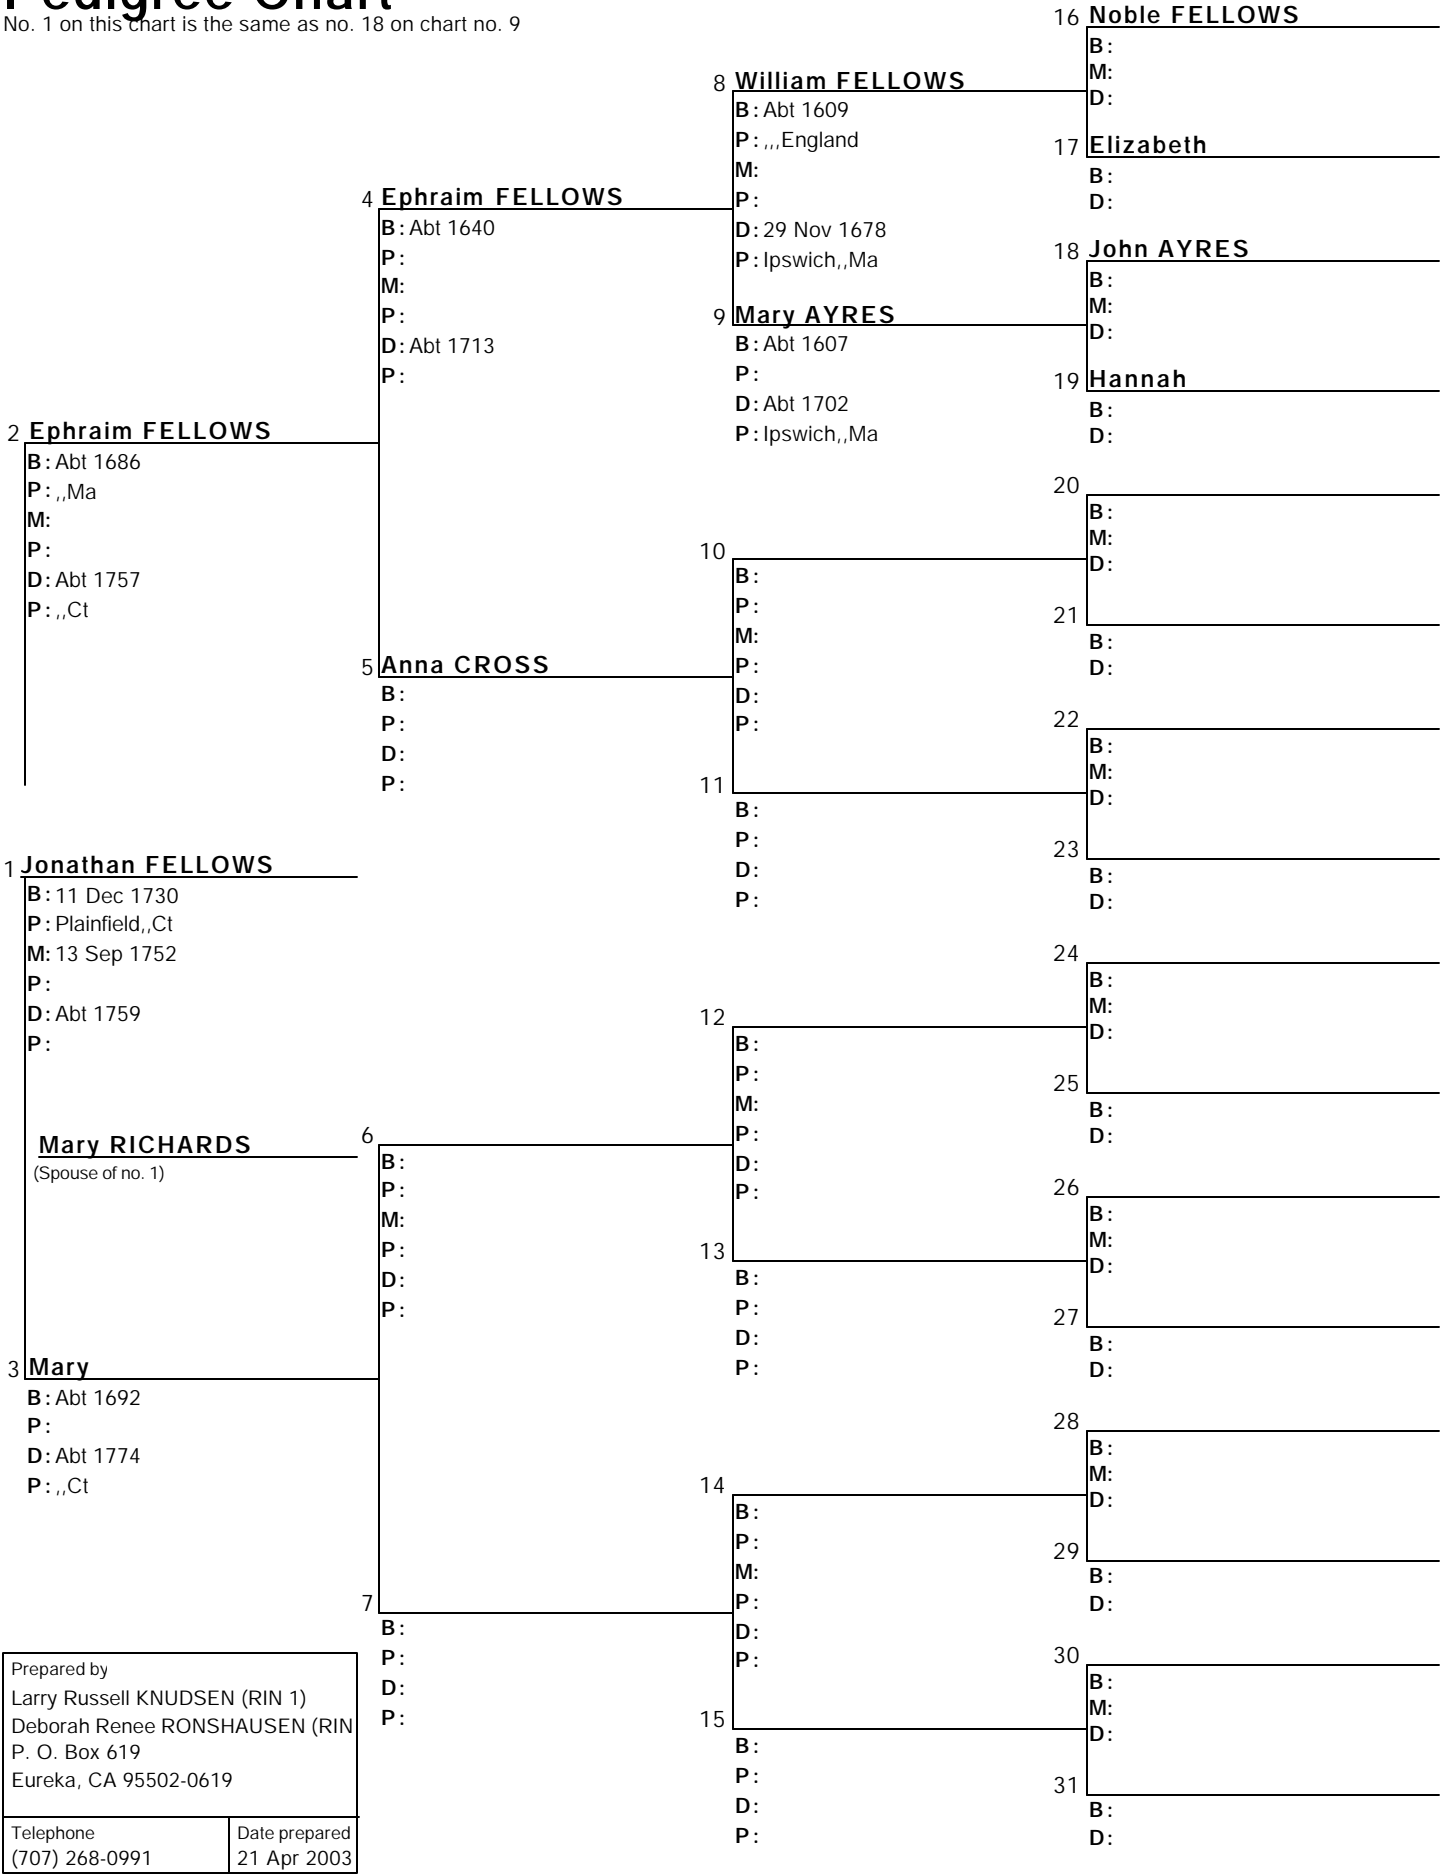 Pedigree Chart
No. 1 on this chart is the same as no. 18 on chart no. 9
1 Jonathan FELLOWS
B: 11 Dec 1730
P: Plainfield,,Ct
M: 13 Sep 1752
P:
D: Abt 1759
P:
Mary RICHARDS
(Spouse of no. 1)
2 Ephraim FELLOWS
B: Abt 1686
P: ,,Ma
M:
P:
D: Abt 1757
P: ,,Ct
3 Mary
B: Abt 1692
P:
D: Abt 1774
P: ,,Ct
4 Ephraim FELLOWS
B: Abt 1640
P:
M:
P:
D: Abt 1713
P:
5 Anna CROSS
B:
P:
D:
P:
6
B:
P:
M:
P:
D:
P:
7
B:
P:
D:
P:
8 William FELLOWS
B: Abt 1609
P: ,,,England
M:
P:
D: 29 Nov 1678
P: Ipswich,,Ma
9 Mary AYRES
B: Abt 1607
P:
D: Abt 1702
P: Ipswich,,Ma
10
B:
P:
M:
P:
D:
P:
11
B:
P:
D:
P:
12
B:
P:
M:
P:
D:
P:
13
B:
P:
D:
P:
14
B:
P:
M:
P:
D:
P:
15
B:
P:
D:
P:
16 Noble FELLOWS
B:
M:
D:
17 Elizabeth
B:
D:
18 John AYRES
B:
M:
D:
19 Hannah
B:
D:
20
B:
M:
D:
21
B:
D:
22
B:
M:
D:
23
B:
D:
24
B:
M:
D:
25
B:
D:
26
B:
M:
D:
27
B:
D:
28
B:
M:
D:
29
B:
D:
30
B:
M:
D:
31
B:
D:
Prepared by
Larry Russell KNUDSEN (RIN 1)
Deborah Renee RONSHAUSEN (RIN
P. O. Box 619
Eureka, CA 95502-0619
Telephone
(707) 268-0991
Date prepared
21 Apr 2003